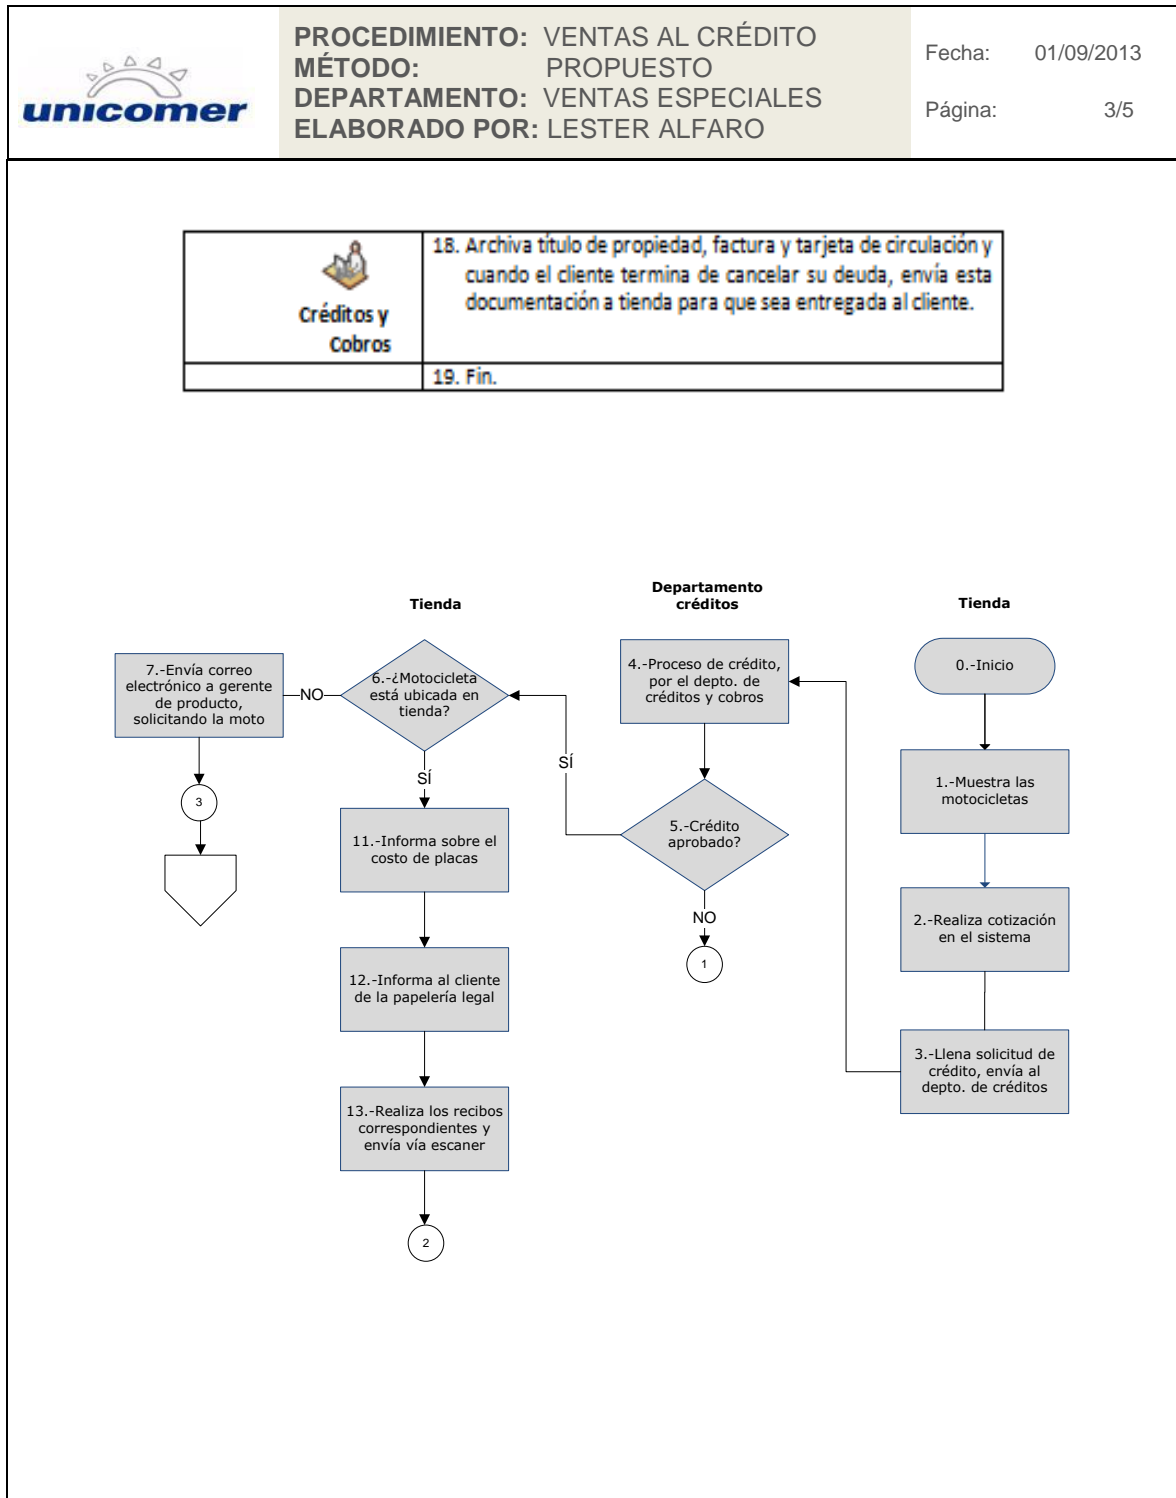 unicomer
PROCEDIMIENTO: VENTAS AL CRÉDITO
MÉTODO: PROPUESTO
DEPARTAMENTO: VENTAS ESPECIALES
ELABORADO POR: LESTER ALFARO
Fecha: 01/09/2013
Página: 3/5
Créditos y
Cobros
18. Archiva título de propiedad, factura y tarjeta de circulación y
cuando el cliente termina de cancelar su deuda, envía esta
documentación a tienda para que sea entregada al cliente.
19. Fin.
Tienda
Departamento
créditos
Tienda
0.-Inicio
1.-Muestra las
motocicletas
2.-Realiza cotización
en el sistema
3.-Llena solicitud de
crédito, envía al
depto. de créditos
4.-Proceso de crédito,
por el depto. de
créditos y cobros
5.-Crédito
aprobado?
NO
1
SÍ
6.-¿Motocicleta
está ubicada en
tienda?
NO
7.-Envía correo
electrónico a gerente
de producto,
solicitando la moto
3
SÍ
11.-Informa sobre el
costo de placas
12.-Informa al cliente
de la papelería legal
13.-Realiza los recibos
correspondientes y
envía vía escaner
2